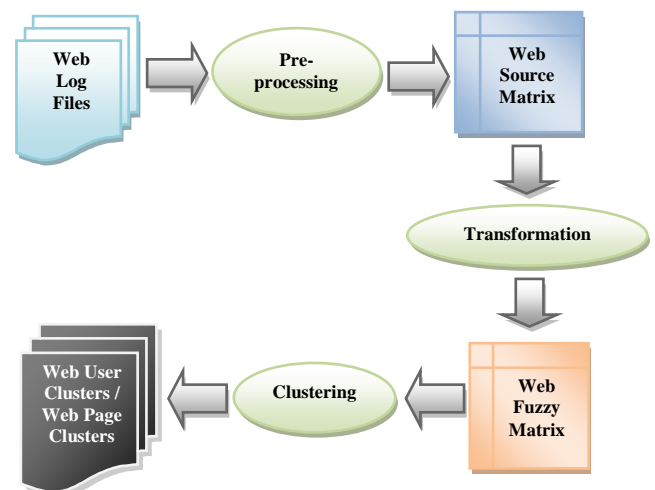 Web
Log
Files
Pre-
processing
Web
Source
Matrix
Transformation
Web
Fuzzy
Matrix
Clustering
Web User
Clusters /
Web Page
Clusters